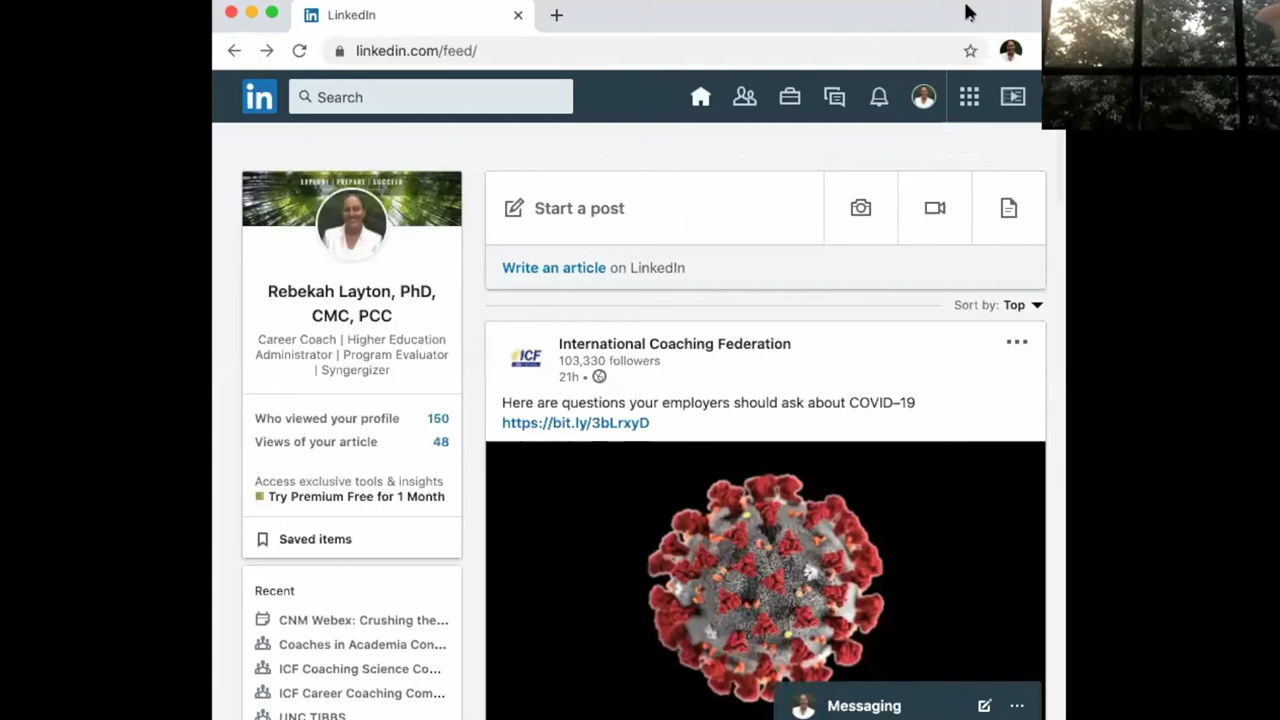 LinkedIn
linkedin.com/feed/
in
Search
EXPLORE | PREPARE | SUCCEED
Rebekah Layton, PhD,
CMC, PCC
Career Coach | Higher Education
Administrator | Program Evaluator
| Syngergizer
Who viewed your profile 150
Views of your article 48
Access exclusive tools & insights
Try Premium Free for 1 Month
Saved items
Recent
CNM Webex: Crushing the...
Coaches in Academia Con...
ICF Coaching Science Co...
ICF Career Coaching Com...
UNC TIBBS
Start a post
Write an article on LinkedIn
Sort by: Top
ICF
International Coaching Federation
103,330 followers
21h •
Here are questions your employers should ask about COVID–19
https://bit.ly/3bLrxyD
Messaging